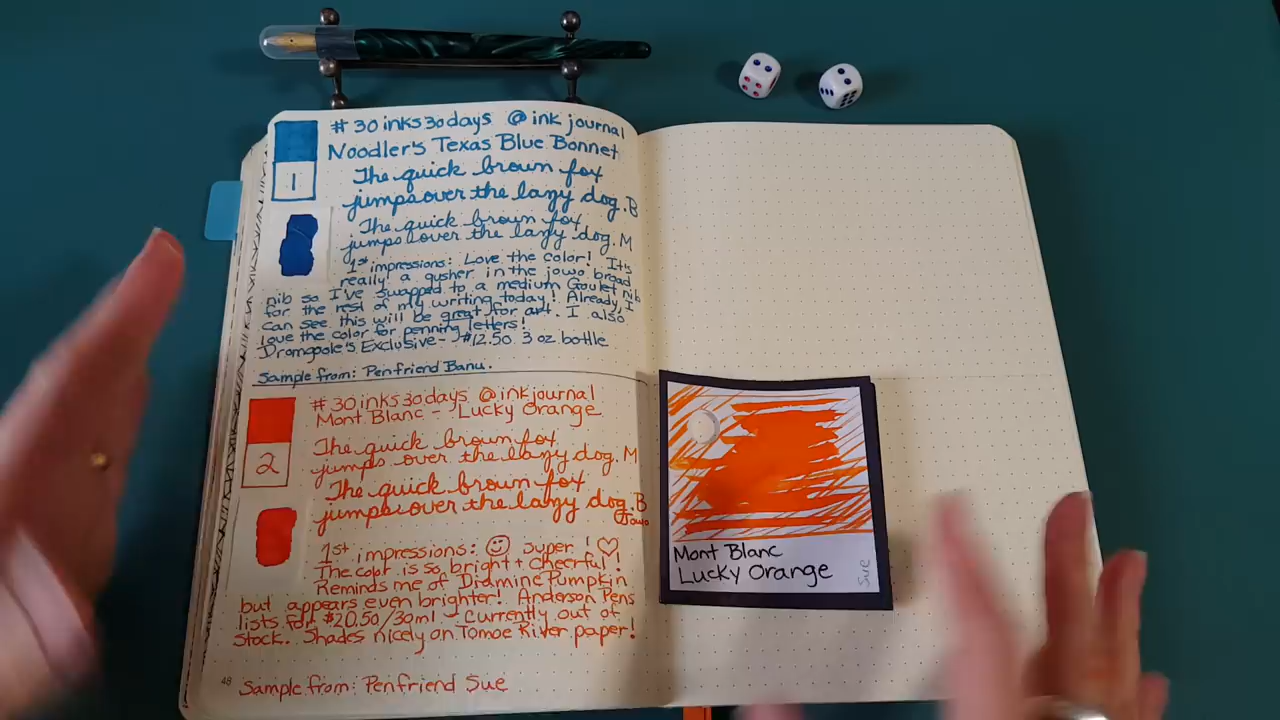 # 30inks30days @inkjournal
Noodler's Texas Blue Bonnet
1
The quick brown fox
jumps over the lazy dog. B
The quick brown fox
jumps over the lazy dog. M
1st impressions: Love the color! It's
really a gusher in the jowo broad
nib so I've swapped to a medium Goulet nib
for the rest of my writing today! Already, I
can see this will be great for art. I also
love the color for penning letters!
Dromgoole's Exclusive - $12.50 3 oz bottle
Sample from: Penfriend Banu.
# 30inks30days @inkjournal
Mont Blanc - Lucky Orange
2
The quick brown fox
jumps over the lazy dog. M
The quick brown fox
jumps over the lazy dog. B
Jowo
1st impressions: super!
The color is so bright + cheerful!
Reminds me of Diamine Pumpkin
but appears even brighter! Anderson Pens
lists for $20.50/30ml - currently out of
stock. Shades nicely on Tomoe River paper!
48
Sample from: Penfriend Sue
Mont Blanc
Lucky Orange
Sue